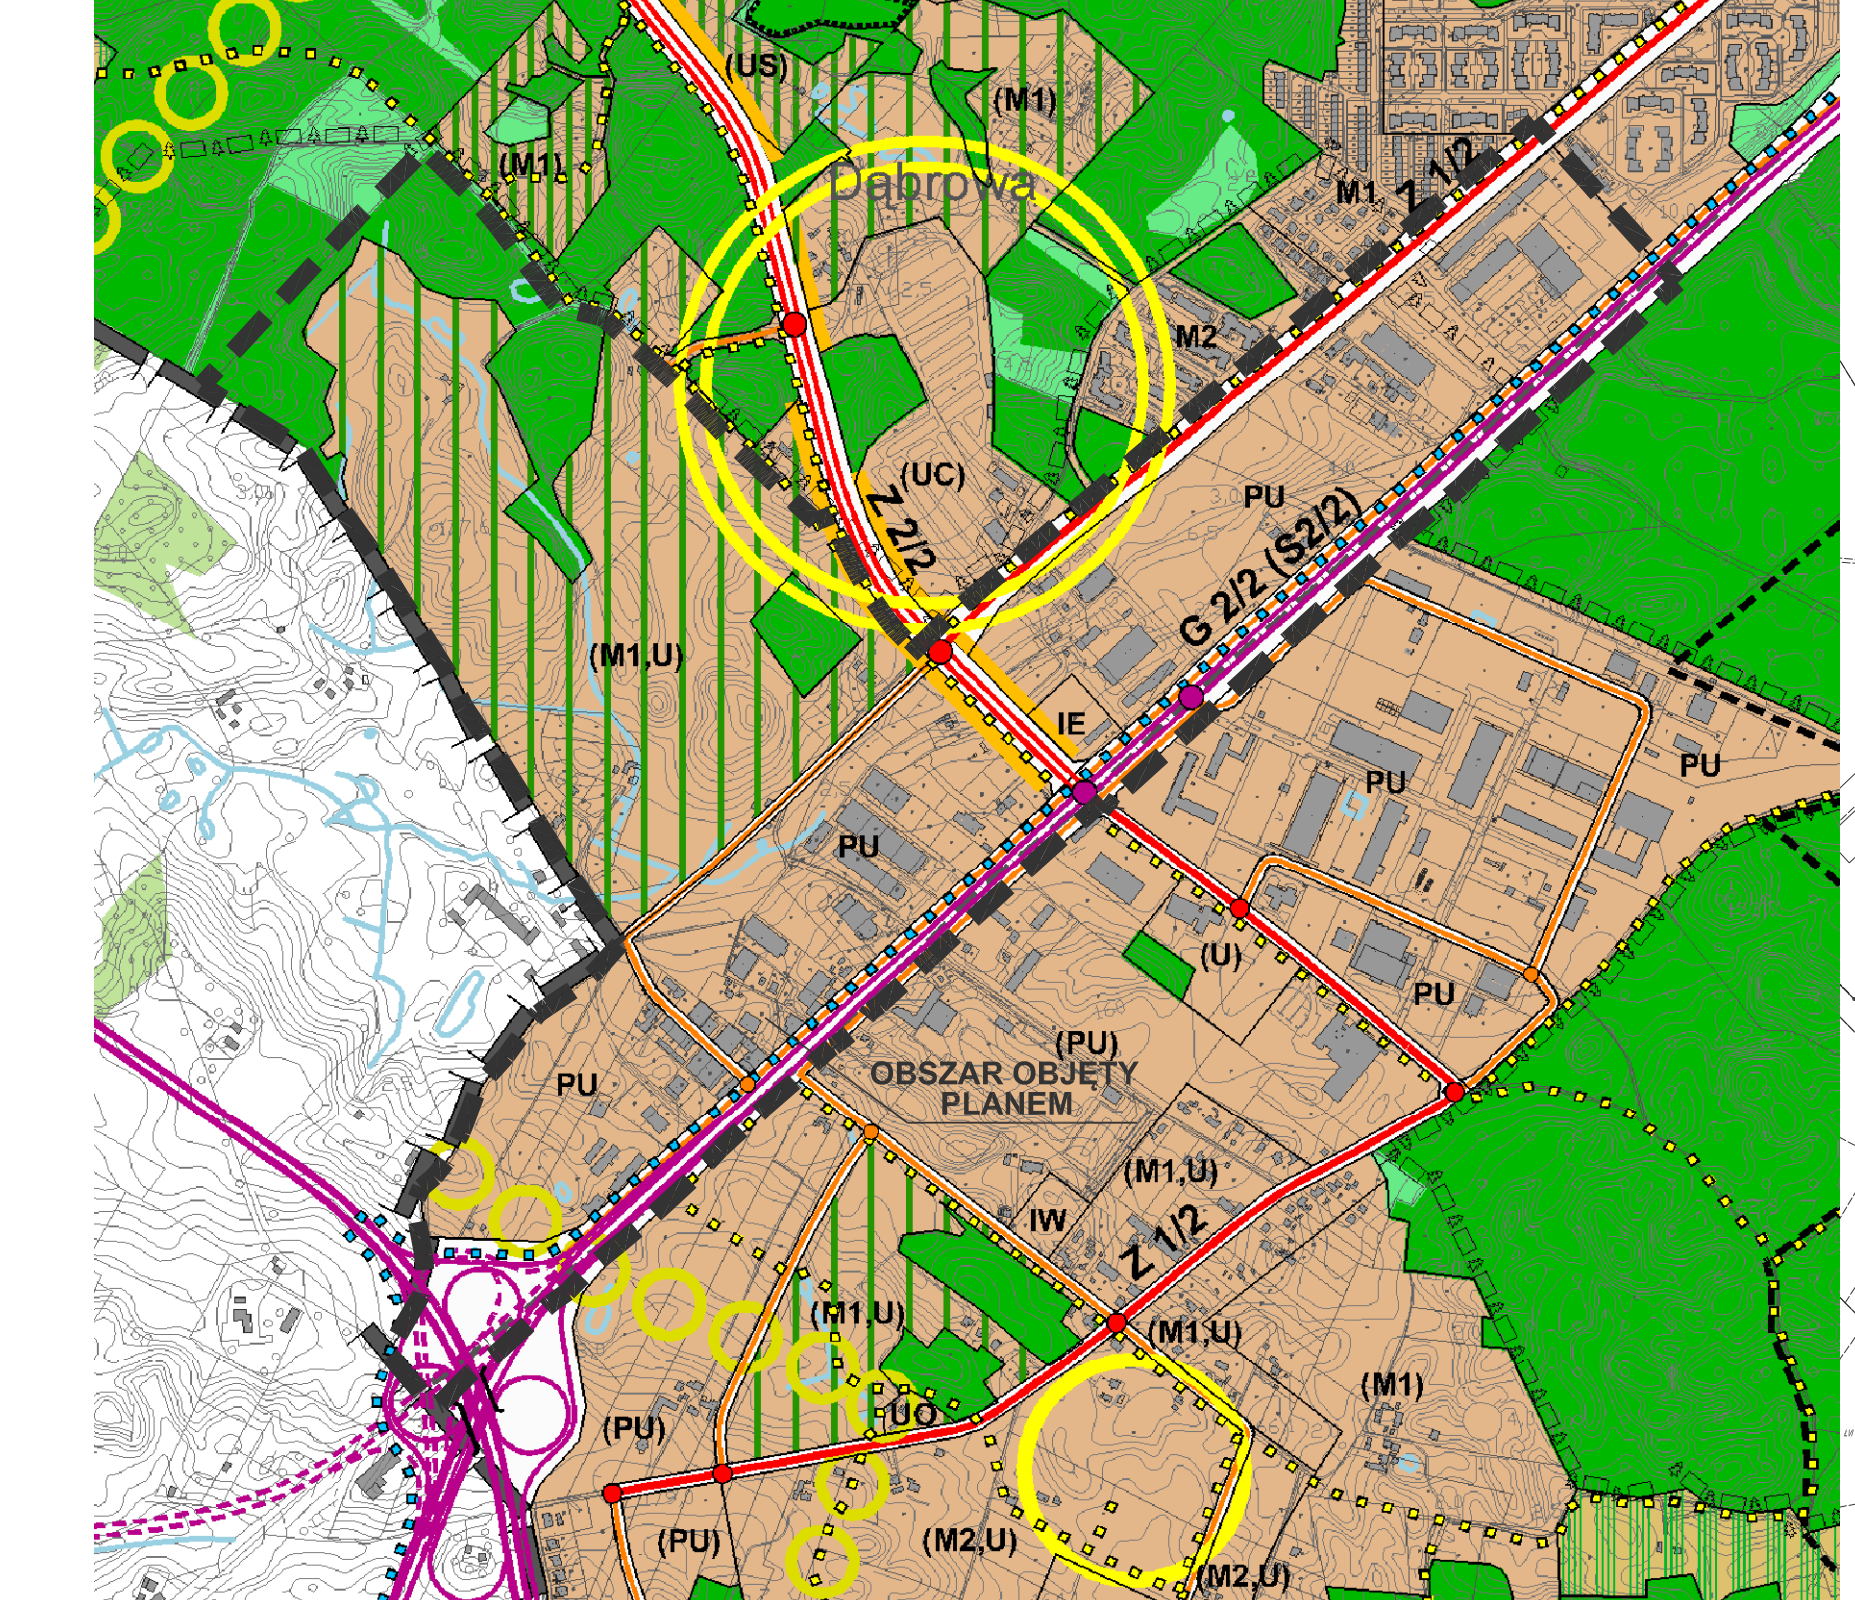 (US)
(M1)
(M1)
Dąbrowa
M1
Z 1/2
M2
(UC)
Z 2/2
PU
G 2/2 (S2/2)
(M1,U)
IE
PU
PU
PU
(U)
PU
(PU)
OBSZAR OBJĘTY
PLANEM
PU
(M1,U)
IW
Z 1/2
(M1,U)
(M1,U)
(M1)
UO
(PU)
(PU)
(M2,U)
(M2,U)